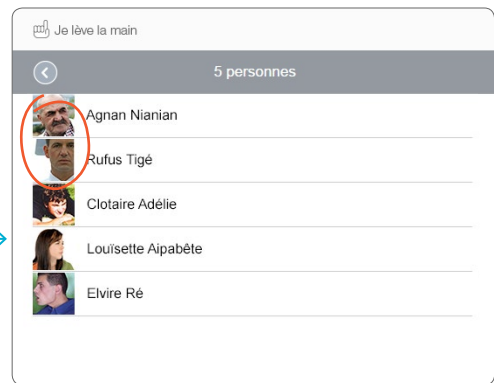 Je lève la main
5 personnes
Agnan Nianian
Rufus Tigé
Clotaire Adélie
Louïsette Aipabête
Elvire Ré